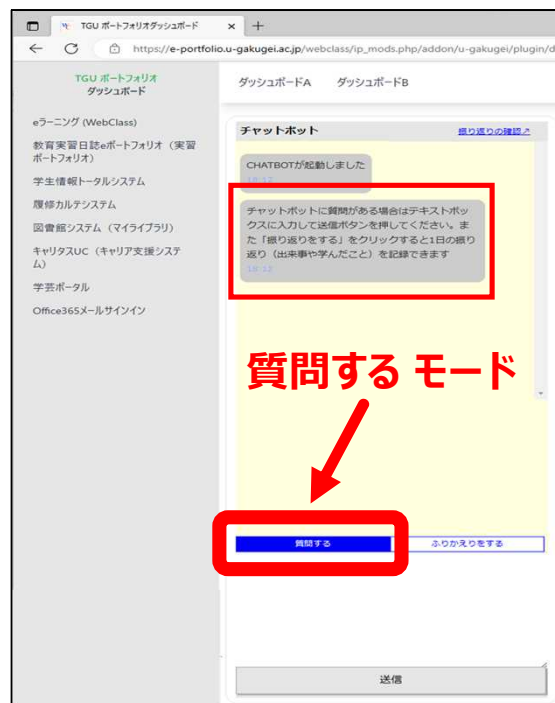 TGU ポートフォリオダッシュボード
https://e-portfolio.u-gakugei.ac.jp/webclass/ip_mods.php/addon/u-gakugei/plugin/d
TGU ポートフォリオ
ダッシュボード
ダッシュボードA ダッシュボードB
eラーニング (WebClass)
教育実習日誌eポートフォリオ（実習
ポートフォリオ）
学生情報トータルシステム
履修カルテシステム
図書館システム（マイライブラリ）
キャリタスUC（キャリア支援システ
ム）
学芸ポータル
Office365メールサインイン
チャットボット
振り返りの確認
CHATBOTが起動しました
18:12
チャットボットに質問がある場合はテキストボッ
クスに入力して送信ボタンを押してください。ま
た「振り返りをする」をクリックすると1日の振り
返り（出来事や学んだこと）を記録できます
18:12
質問する モード
質問する
ふりかえりをする
送信